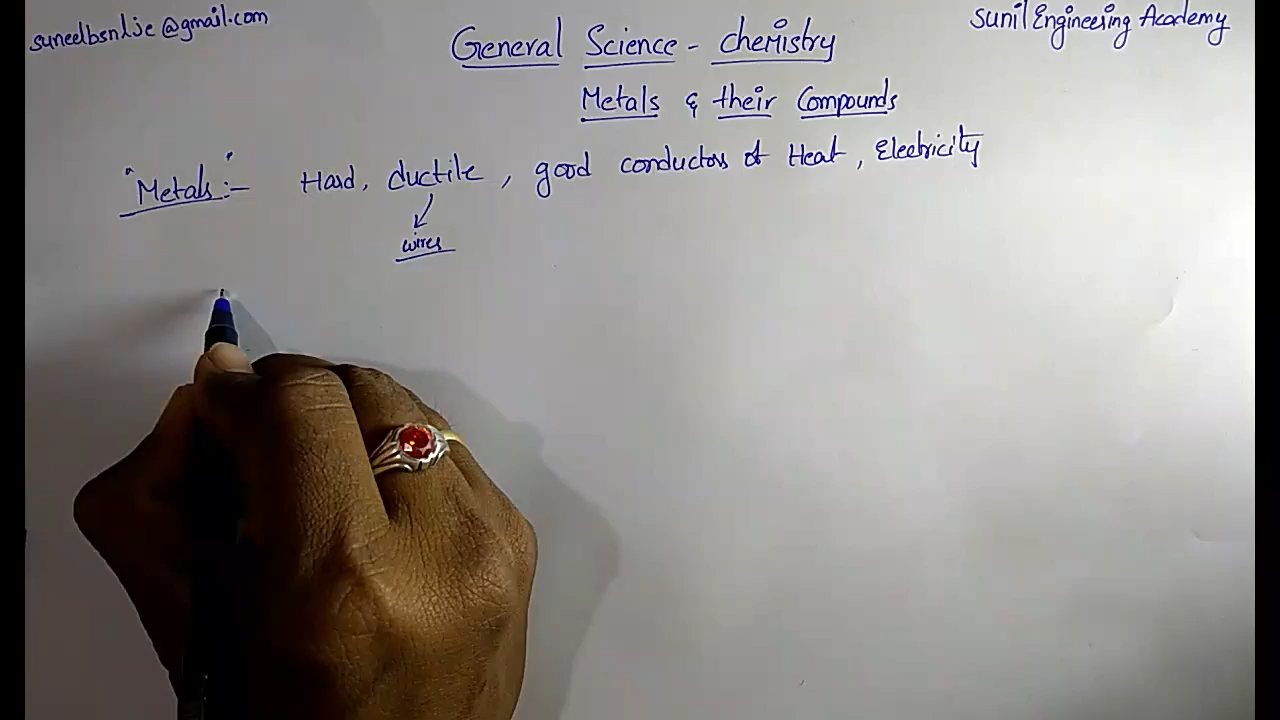 suneelbsnlje@gmail.com
Sunil Engineering Academy
General Science - chemistry
Metals & their Compounds
"Metals":- Hard, ductile, good conductors of Heat, Electricity
wires